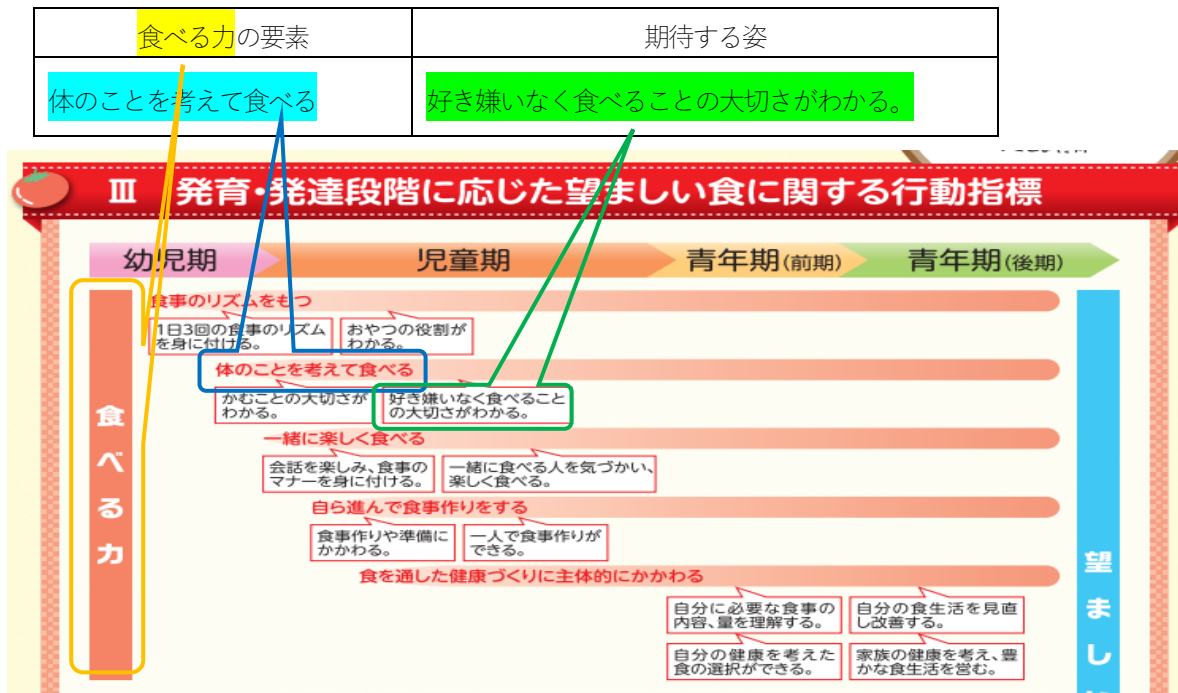 食べる力の要素
期待する姿
体のことを考えて食べる
好き嫌いなく食べることの大切さがわかる。
Ⅲ 発育・発達段階に応じた望ましい食に関する行動指標
幼児期
児童期
青年期(前期)
青年期(後期)
食べる力
食事のリズムをもつ
1日3回の食事のリズム
を身に付ける。
おやつの役割が
わかる。
体のことを考えて食べる
かむことの大切さが
わかる。
好き嫌いなく食べること
の大切さがわかる。
一緒に楽しく食べる
会話を楽しみ、食事の
マナーを身に付ける。
一緒に食べる人を気づかい、
楽しく食べる。
自ら進んで食事作りをする
食事作りや準備に
かかわる。
一人で食事作りが
できる。
食を通した健康づくりに主体的にかかわる
自分に必要な食事の
内容、量を理解する。
自分の食生活を見直
し改善する。
自分の健康を考えた
食の選択ができる。
家族の健康を考え、豊
かな食生活を営む。
望まし